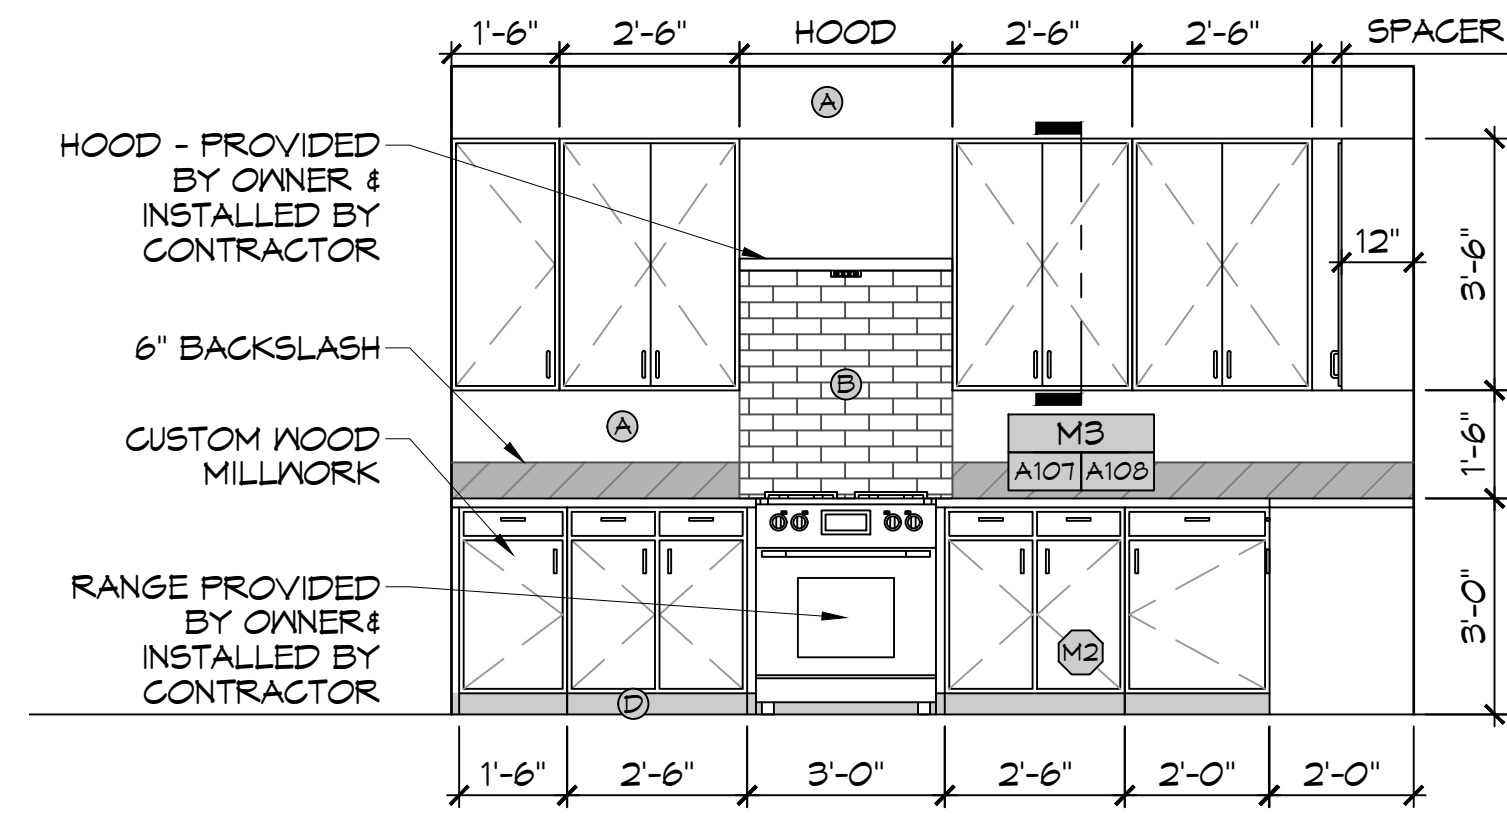 1'-6" 2'-6" HOOD 2'-6" 2'-6" SPACER
A
HOOD - PROVIDED
BY OWNER &
INSTALLED BY
CONTRACTOR
12"
3'-6"
6" BACKSLASH
B
A
CUSTOM WOOD
MILLWORK
M3
A107 A108
1'-6"
RANGE PROVIDED
BY OWNER&
INSTALLED BY
CONTRACTOR
3'-0"
M2
D
1'-6" 2'-6" 3'-0" 2'-6" 2'-0" 2'-0"